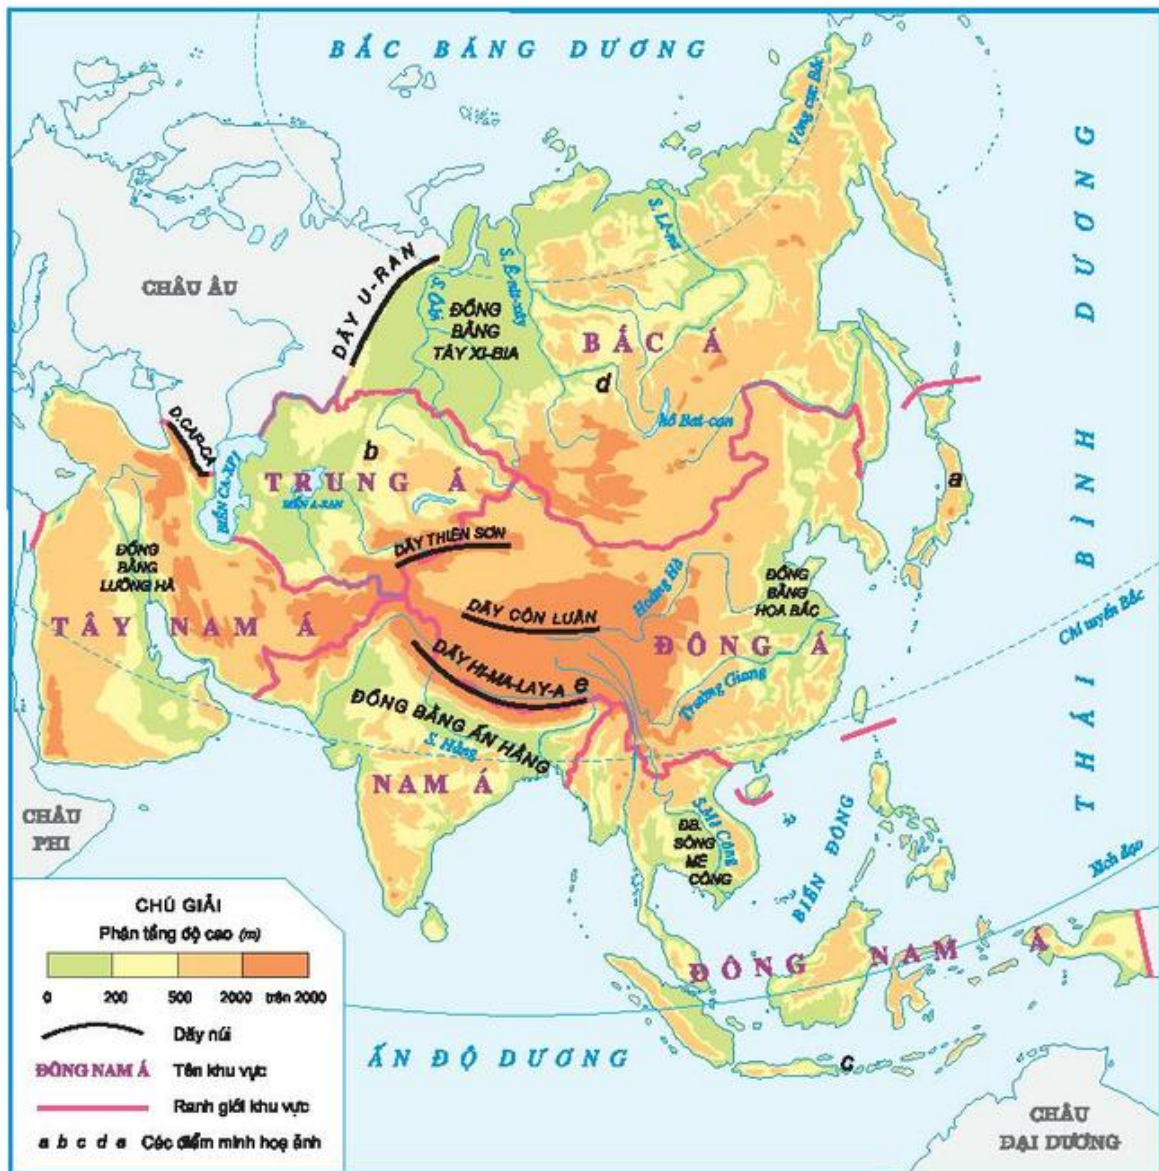 BẮC BĂNG DƯƠNG
Vòng cực Bắc
S. Lê-na
S. Ê-nít-xây
S. Ôbi
DÃY U-RAN
CHÂU ÂU
ĐỒNG
BẰNG
TÂY XI-BIA
BẮC Á
d
hồ Bai-can
D.CAP-CA
BIỂN CA-XPI
b
TRUNG Á
BIỂN A-RAN
a
THÁI BÌNH DƯƠNG
DÃY THIÊN SƠN
ĐỒNG
BẰNG
LƯỠNG HÀ
Hoàng Hà
ĐỒNG
BẰNG
HOA BẮC
DÃY CÔN LUÂN
TÂY NAM Á
ĐÔNG Á
Chí tuyến Bắc
DÃY HI-MA-LAY-A
e
Trường Giang
ĐỒNG BẰNG ẤN HẰNG
S. Hằng
NAM Á
CHÂU
PHI
S.Mê Công
ĐB.
SÔNG
MÊ
CÔNG
BIỂN ĐÔNG
Xích đạo
ĐÔNG NAM Á
c
ẤN ĐỘ DƯƠNG
CHÂU
ĐẠI DƯƠNG
CHÚ GIẢI
Phân tầng độ cao (m)
0 200 500 2000 trên 2000
Dãy núi
ĐÔNG NAM Á Tên khu vực
Ranh giới khu vực
a b c d e Các điểm minh hoạ ảnh